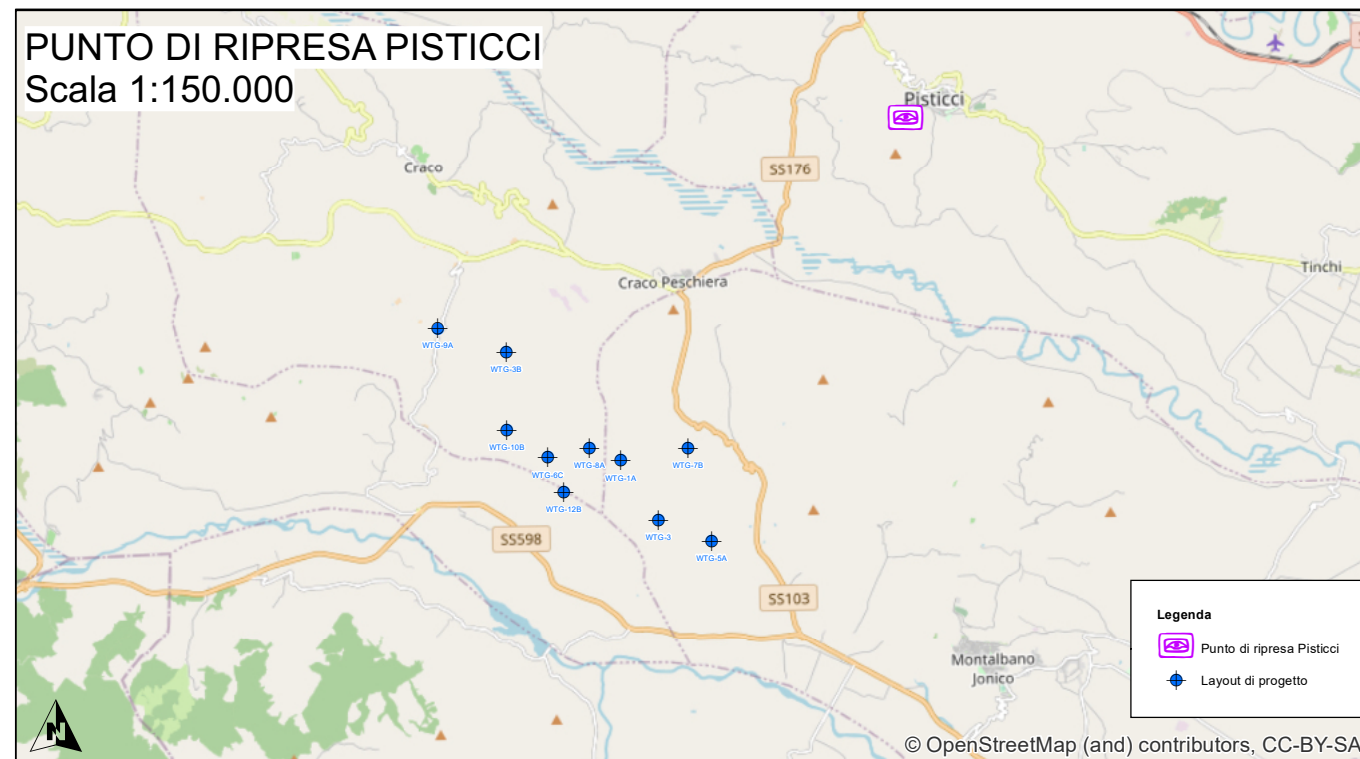 PUNTO DI RIPRESA PISTICCI
Scala 1:150.000
Pisticci
Craco
SS176
Tinchi
Craco Peschiera
WTG-9A
WTG-3B
WTG-10B
WTG-6C
WTG-8A
WTG-1A
WTG-7B
WTG-12B
WTG-3
WTG-5A
SS598
SS103
Montalbano
Jonico
Legenda
Punto di ripresa Pisticci
Layout di progetto
N
© OpenStreetMap (and) contributors, CC-BY-SA